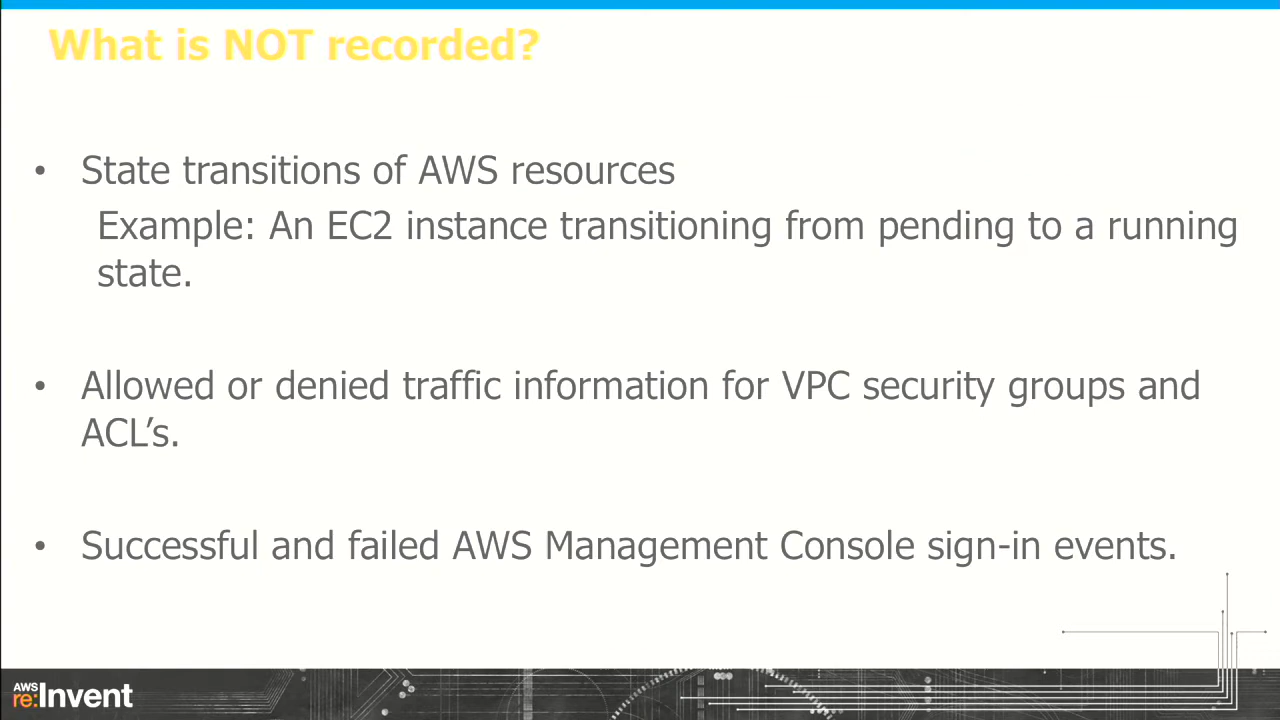 What is NOT recorded?
• State transitions of AWS resources
Example: An EC2 instance transitioning from pending to a running
state.
• Allowed or denied traffic information for VPC security groups and
ACL’s.
• Successful and failed AWS Management Console sign-in events.
AWS
re:Invent